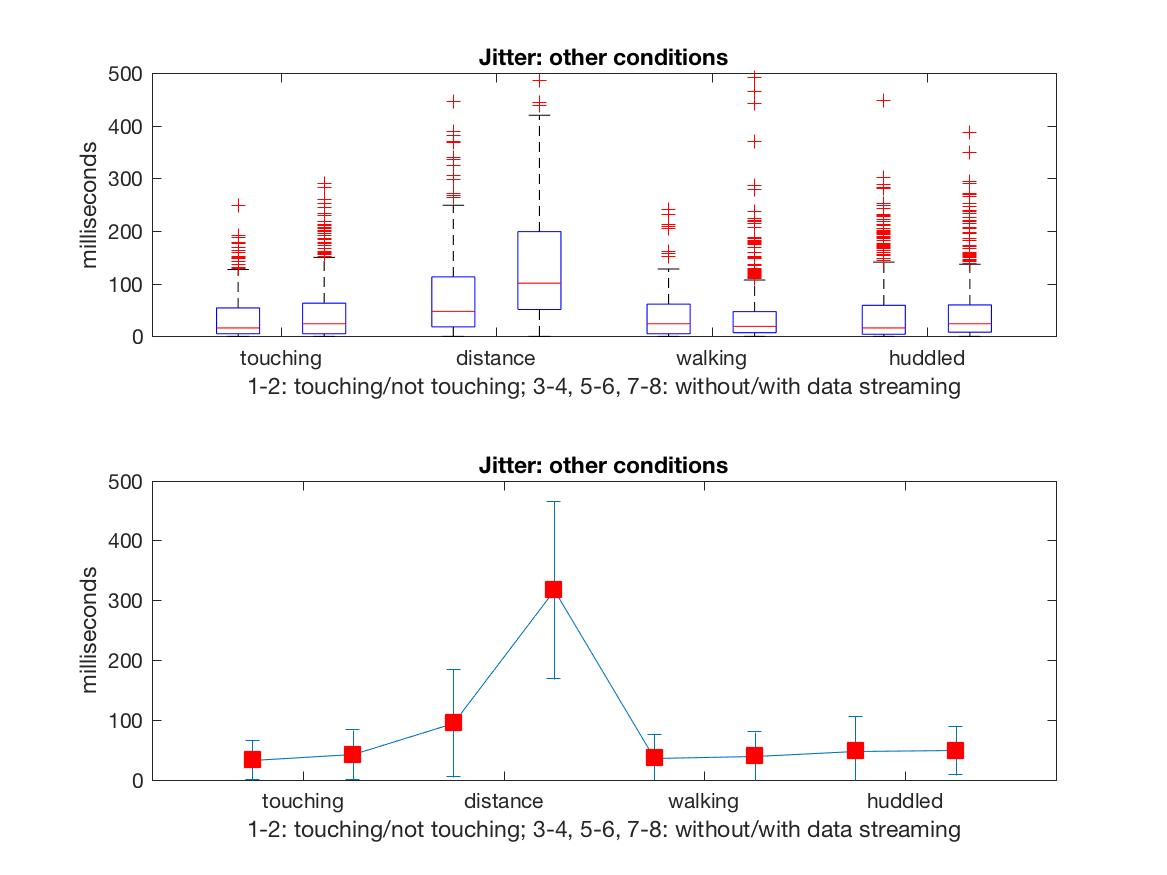 Jitter: other conditions
500
400
300
200
100
0
milliseconds
touching distance walking huddled
1-2: touching/not touching; 3-4, 5-6, 7-8: without/with data streaming
Jitter: other conditions
500
400
300
200
100
0
milliseconds
touching distance walking huddled
1-2: touching/not touching; 3-4, 5-6, 7-8: without/with data streaming